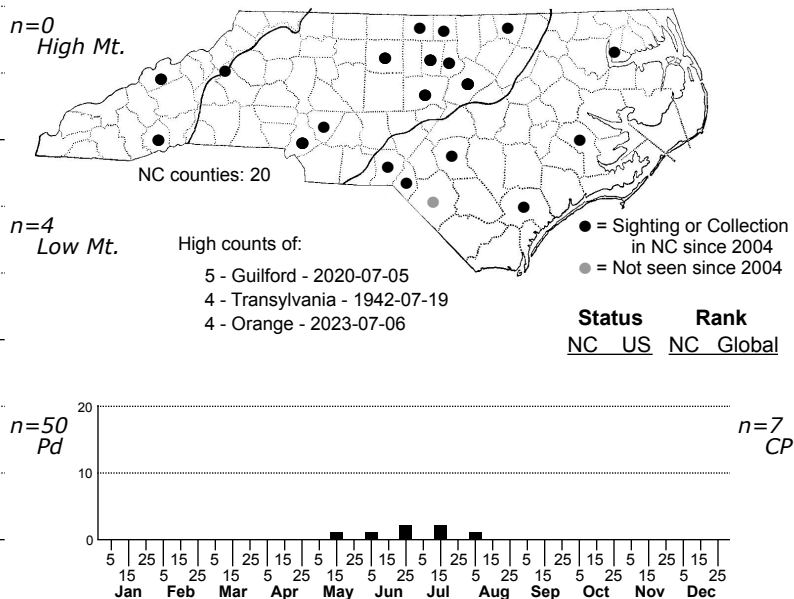 n=0
High Mt.
NC counties: 20
n=4
Low Mt.
High counts of:
5 - Guilford - 2020-07-05
4 - Transylvania - 1942-07-19
4 - Orange - 2023-07-06
= Sighting or Collection
in NC since 2004
= Not seen since 2004
Status Rank
NC US NC Global
n=50
Pd
n=7
CP
20
10
0
5 25 15 5 25 15 5 25 15 5 25 15 5 25 15 5 25 15
15 5 25 15 5 25 15 5 25 15 5 25 15 5 25 15 5 25
Jan Feb Mar Apr May Jun Jul Aug Sep Oct Nov Dec